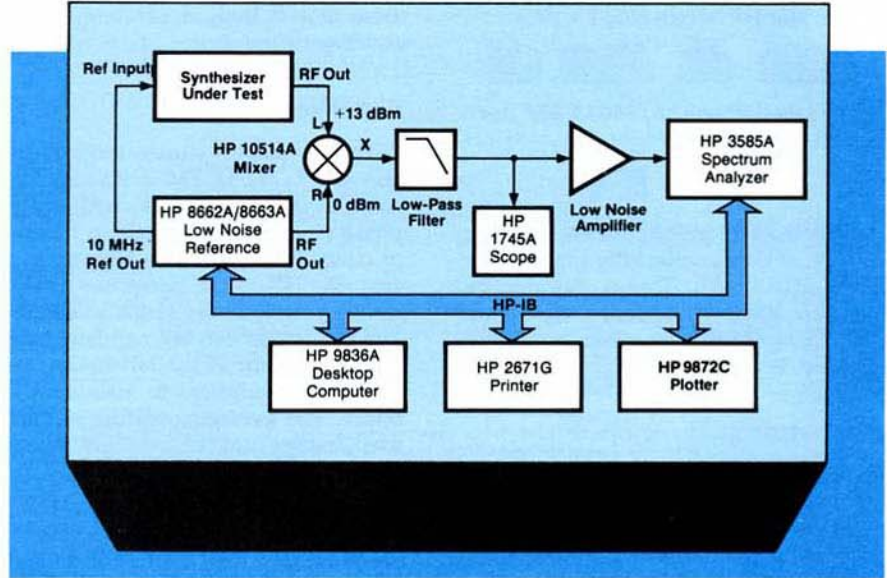 Ref Input
Synthesizer
Under Test
RF Out
L
+13 dBm
HP 10514A
Mixer
X
R
0 dBm
HP 8662A/8663A
Low Noise
Reference
10 MHz
Ref Out
RF
Out
Low-Pass
Filter
HP
1745A
Scope
Low Noise
Amplifier
HP 3585A
Spectrum
Analyzer
HP-IB
HP 9836A
Desktop
Computer
HP 2671G
Printer
HP 9872C
Plotter